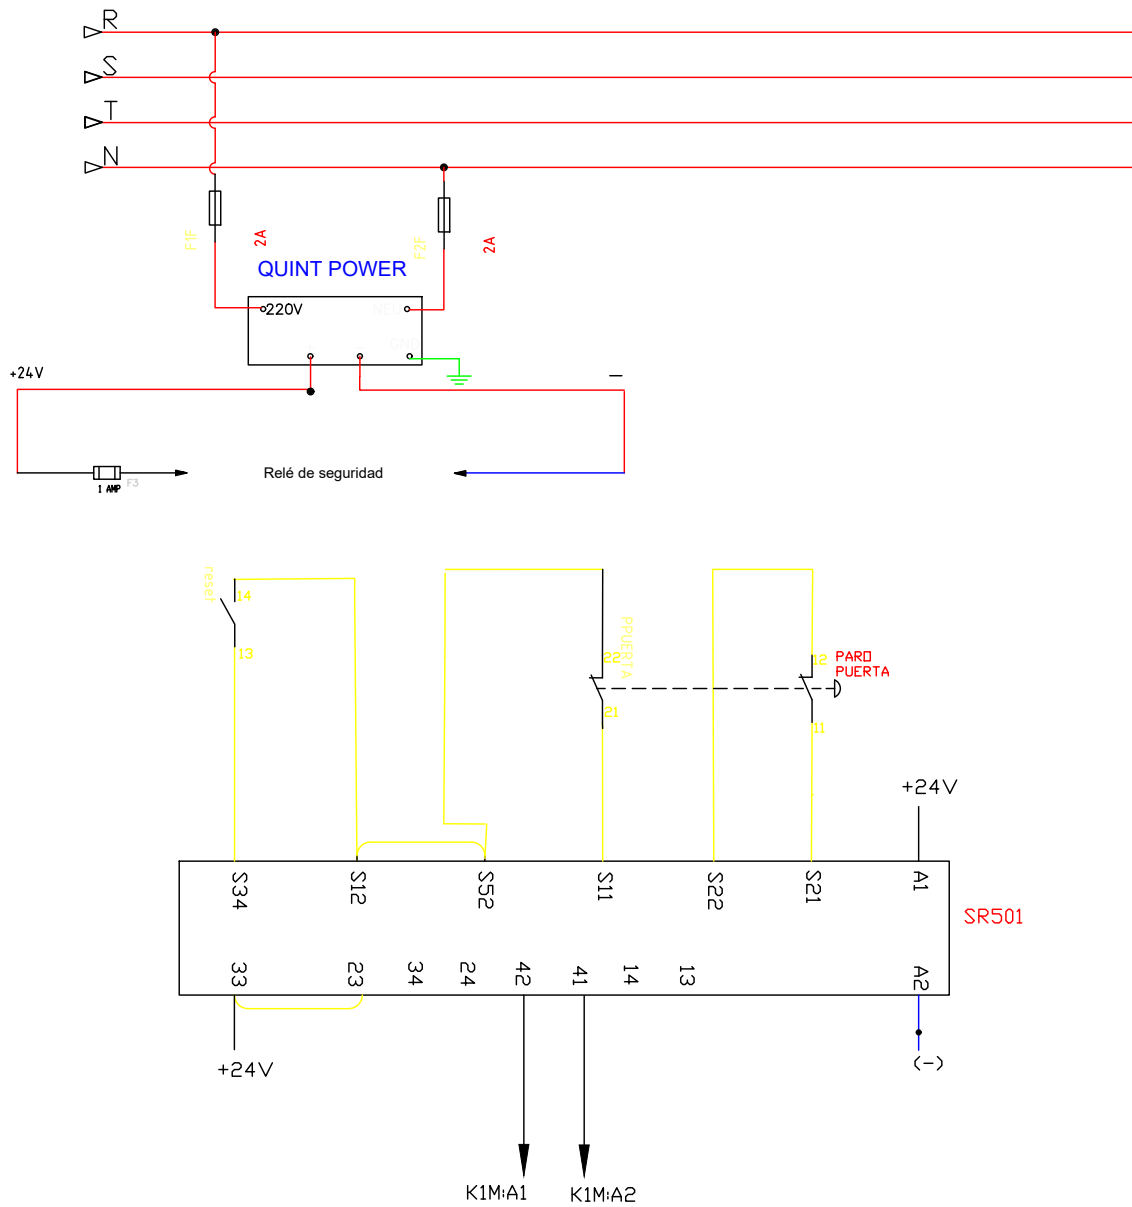 R
S
T
N
F1F
2A
F2F
2A
QUINT POWER
220V
NEU
GND
+24V
1 AMP
F3
Relé de seguridad
reset
14
13
PPUERTA
22
21
12
11
PARO
PUERTA
+24V
S34
S12
S52
S11
S22
S21
A1
SR501
33
23
34
24
42
41
14
13
A2
+24V
(-)
K1M:A1
K1M:A2